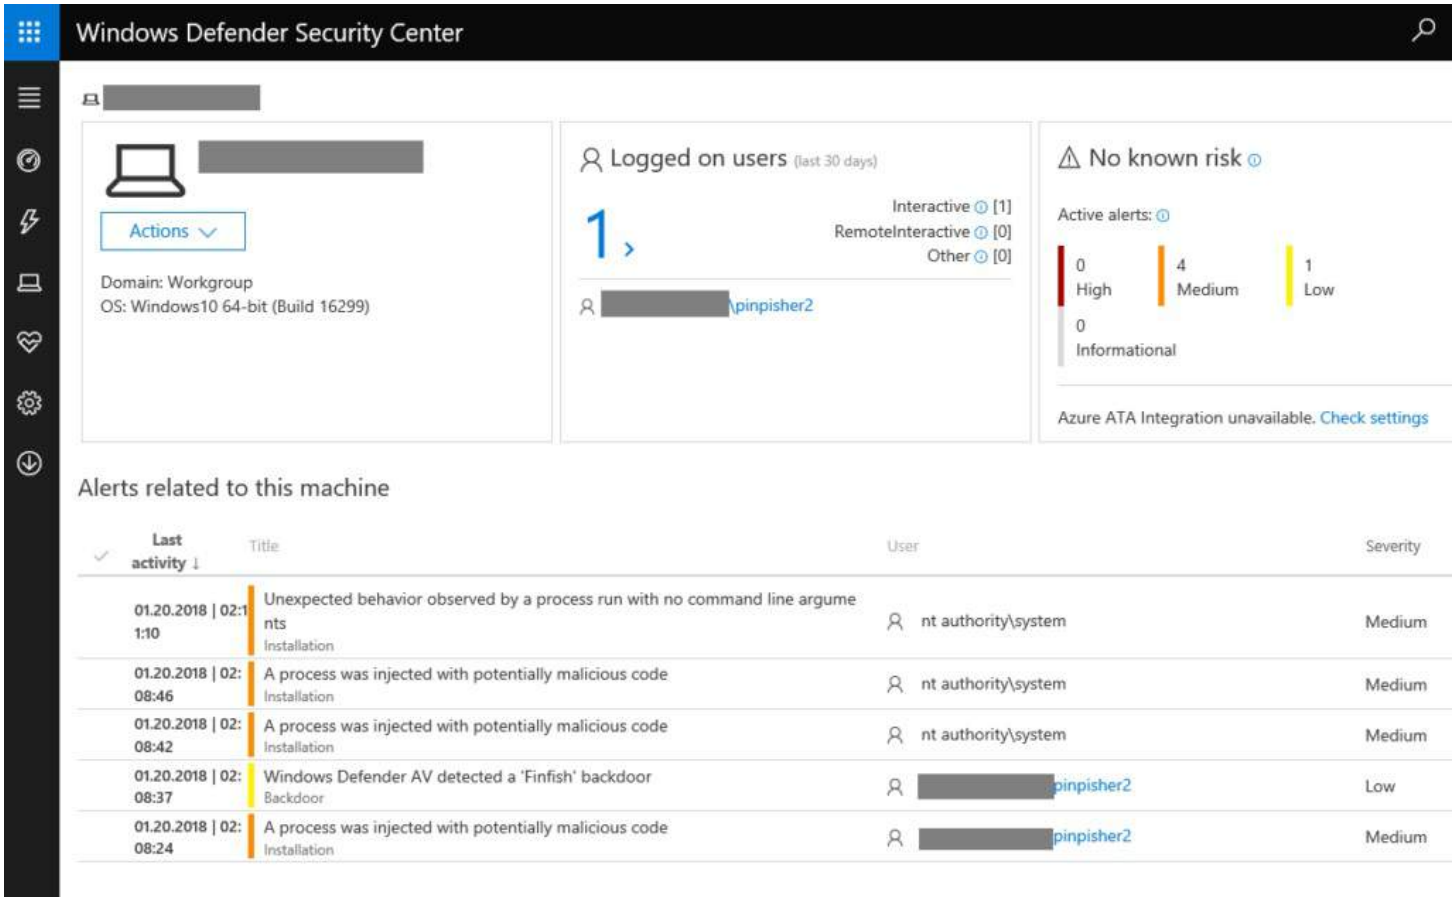 Windows Defender Security Center
Actions
Domain: Workgroup
OS: Windows10 64-bit (Build 16299)
Logged on users (last 30 days)
1
Interactive [1]
RemoteInteractive [0]
Other [0]
\pinpisher2
No known risk
Active alerts:
0
High
4
Medium
1
Low
0
Informational
Azure ATA Integration unavailable. Check settings
Alerts related to this machine
Last
activity ↓
Title
User
Severity
01.20.2018 | 02:1
1:10
Unexpected behavior observed by a process run with no command line argume
nts
Installation
nt authority\system
Medium
01.20.2018 | 02:
08:46
A process was injected with potentially malicious code
Installation
nt authority\system
Medium
01.20.2018 | 02:
08:42
A process was injected with potentially malicious code
Installation
nt authority\system
Medium
01.20.2018 | 02:
08:37
Windows Defender AV detected a 'Finfish' backdoor
Backdoor
pinpisher2
Low
01.20.2018 | 02:
08:24
A process was injected with potentially malicious code
Installation
pinpisher2
Medium